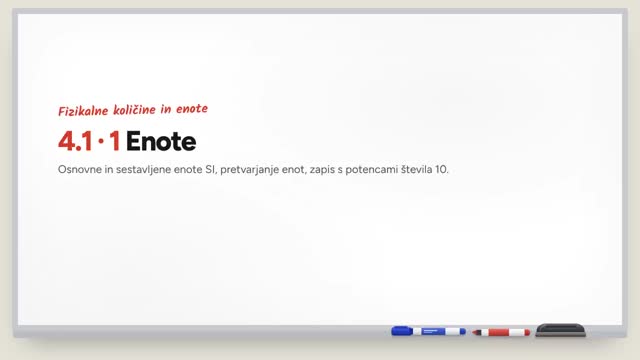 Fizikalne količine in enote
4.1 · 1 Enote
Osnovne in sestavljene enote SI, pretvarjanje enot, zapis s potencami števila 10.